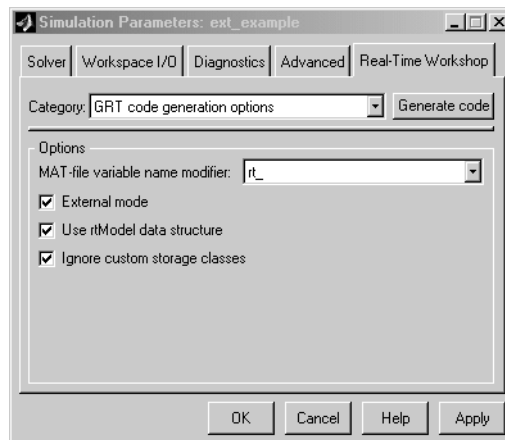 Simulation Parameters: ext_example
Solver Workspace I/O Diagnostics Advanced Real-Time Workshop
Category: GRT code generation options Generate code
Options
MAT-file variable name modifier: rt_
External mode
Use rtModel data structure
Ignore custom storage classes
OK Cancel Help Apply